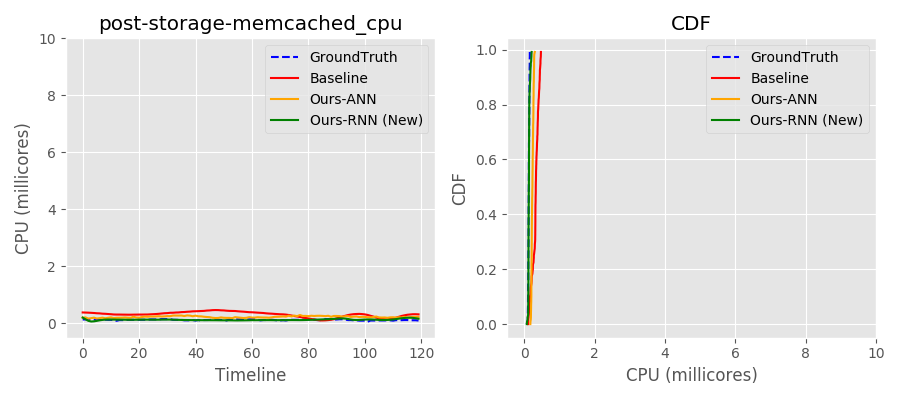 post-storage-memcached_cpu
CPU (millicores)
10
8
6
4
2
0
GroundTruth
Baseline
Ours-ANN
Ours-RNN (New)
0 20 40 60 80 100 120
Timeline
CDF
CDF
1.0
0.8
0.6
0.4
0.2
0.0
GroundTruth
Baseline
Ours-ANN
Ours-RNN (New)
0 2 4 6 8 10
CPU (millicores)